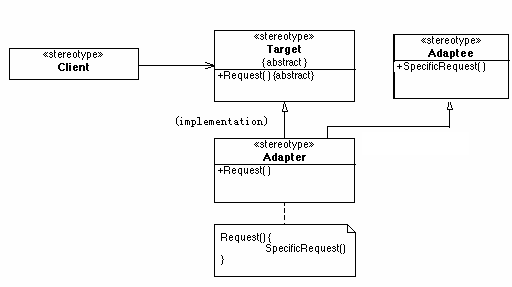 «stereotype»
Client
«stereotype»
Target
{abstract}
+Request() {abstract}
«stereotype»
Adaptee
+SpecificRequest()
(implementation)
«stereotype»
Adapter
+Request()
Request(){
SpecificRequest()
}